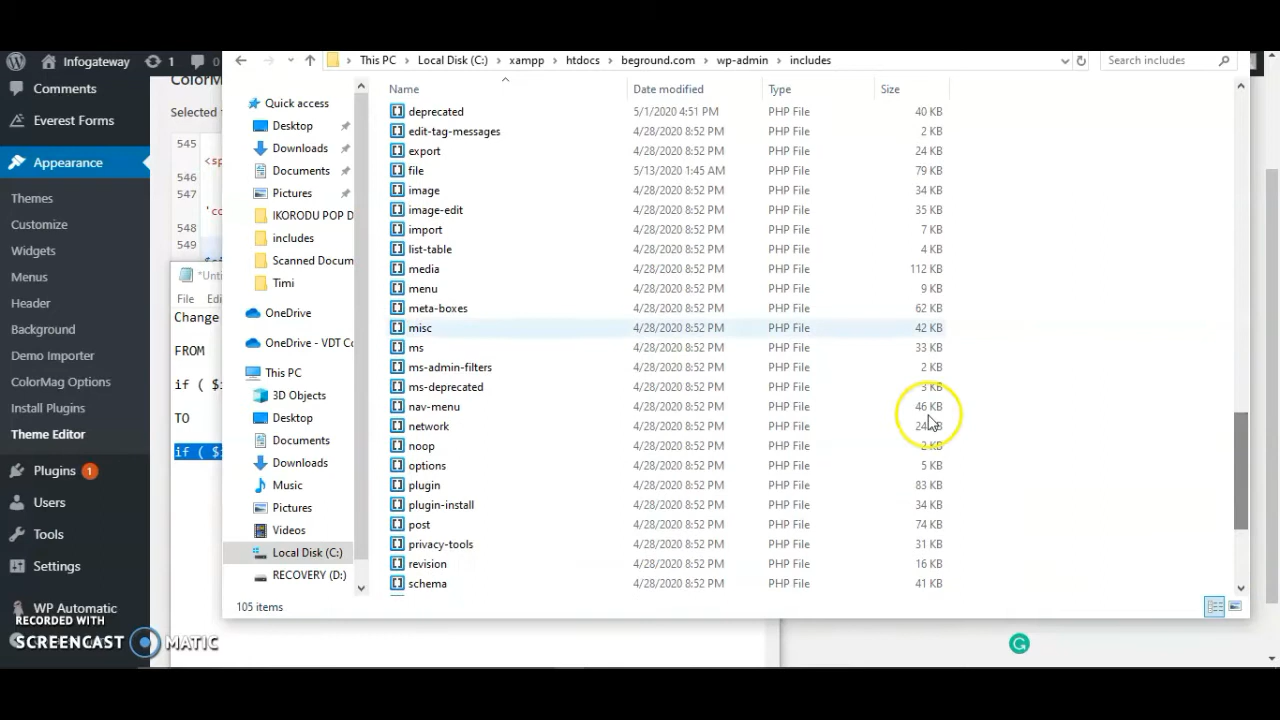 Infogateway 1 0
This PC Local Disk (C:) xampp htdocs beground.com wp-admin includes
Search includes
Comments
Everest Forms
Appearance
Themes
Customize
Widgets
Menus
Header
Background
Demo Importer
ColorMag Options
Install Plugins
Theme Editor
Plugins 1
Users
Tools
Settings
WP Automatic
RECORDED WITH
SCREENCAST MATIC
ColorM
Selected
545
<sp
546
547
'co
548
549
*Unti
File Edi
Change
FROM
if ( $i
TO
if ( $i
Quick access
Desktop
Downloads
Documents
Pictures
IKORODU POP D
includes
Scanned Docum
Timi
OneDrive
OneDrive - VDT Co
This PC
3D Objects
Desktop
Documents
Downloads
Music
Pictures
Videos
Local Disk (C:)
RECOVERY (D:)
Name Date modified Type Size
deprecated 5/1/2020 4:51 PM PHP File 40 KB
edit-tag-messages 4/28/2020 8:52 PM PHP File 2 KB
export 4/28/2020 8:52 PM PHP File 24 KB
file 5/13/2020 1:45 AM PHP File 79 KB
image 4/28/2020 8:52 PM PHP File 34 KB
image-edit 4/28/2020 8:52 PM PHP File 35 KB
import 4/28/2020 8:52 PM PHP File 7 KB
list-table 4/28/2020 8:52 PM PHP File 4 KB
media 4/28/2020 8:52 PM PHP File 112 KB
menu 4/28/2020 8:52 PM PHP File 9 KB
meta-boxes 4/28/2020 8:52 PM PHP File 62 KB
misc 4/28/2020 8:52 PM PHP File 42 KB
ms 4/28/2020 8:52 PM PHP File 33 KB
ms-admin-filters 4/28/2020 8:52 PM PHP File 2 KB
ms-deprecated 4/28/2020 8:52 PM PHP File 3 KB
nav-menu 4/28/2020 8:52 PM PHP File 46 KB
network 4/28/2020 8:52 PM PHP File 24 KB
noop 4/28/2020 8:52 PM PHP File 2 KB
options 4/28/2020 8:52 PM PHP File 5 KB
plugin 4/28/2020 8:52 PM PHP File 83 KB
plugin-install 4/28/2020 8:52 PM PHP File 34 KB
post 4/28/2020 8:52 PM PHP File 74 KB
privacy-tools 4/28/2020 8:52 PM PHP File 31 KB
revision 4/28/2020 8:52 PM PHP File 16 KB
schema 4/28/2020 8:52 PM PHP File 41 KB
105 items